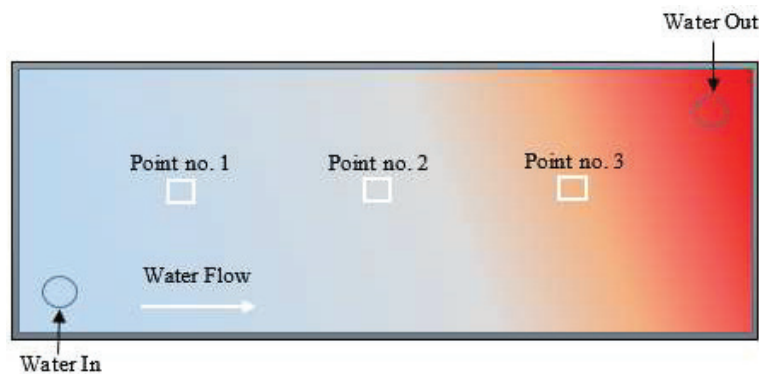 Water Out
Point no. 1
Point no. 2
Point no. 3
Water Flow
Water In